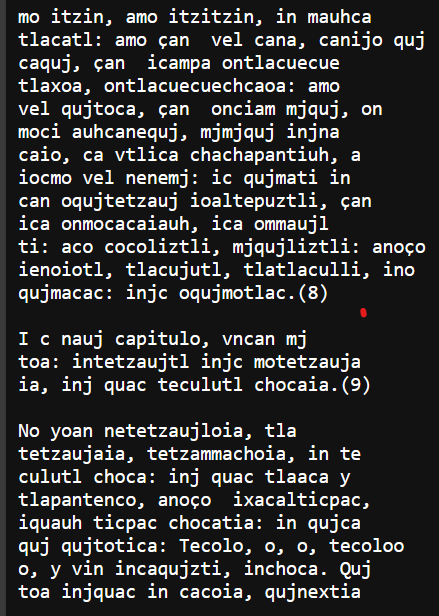 mo itzin, amo itzitzin, in mauhca
tlacatl: amo çan  vel cana, canijo quj
caquj, çan  icampa ontlacuecue
tlaxoa, ontlacuecuechcaoa: amo
vel qujtoca, çan  onciam mjquj, on
moci auhcanequj, mjmjquj injna
caio, ca vtlica chachapantiuh, a
iocmo vel nenemj: ic qujmati in
can oqujtetzauj ioaltepuztli, çan
ica onmocacaiauh, ica ommaujl
ti: aco cocoliztli, mjqujliztli: anoço
ienoiotl, tlacujutl, tlatlaculli, ino
qujmacac: injc oqujmotlac.(8)
I c nauj capitulo, vncan mj
toa: intetzaujtl injc motetzauja
ia, inj quac teculutl chocaia.(9)
No yoan netetzaujloia, tla
tetzaujaia, tetzammachoia, in te
culutl choca: inj quac tlaaca y
tlapantenco, anoço  ixacalticpac,
iquauh ticpac chocatia: in qujca
quj qujtotica: Tecolo, o, o, tecoloo
o, y vin incaqujzti, inchoca. Quj
toa injquac in cacoia, qujnextia